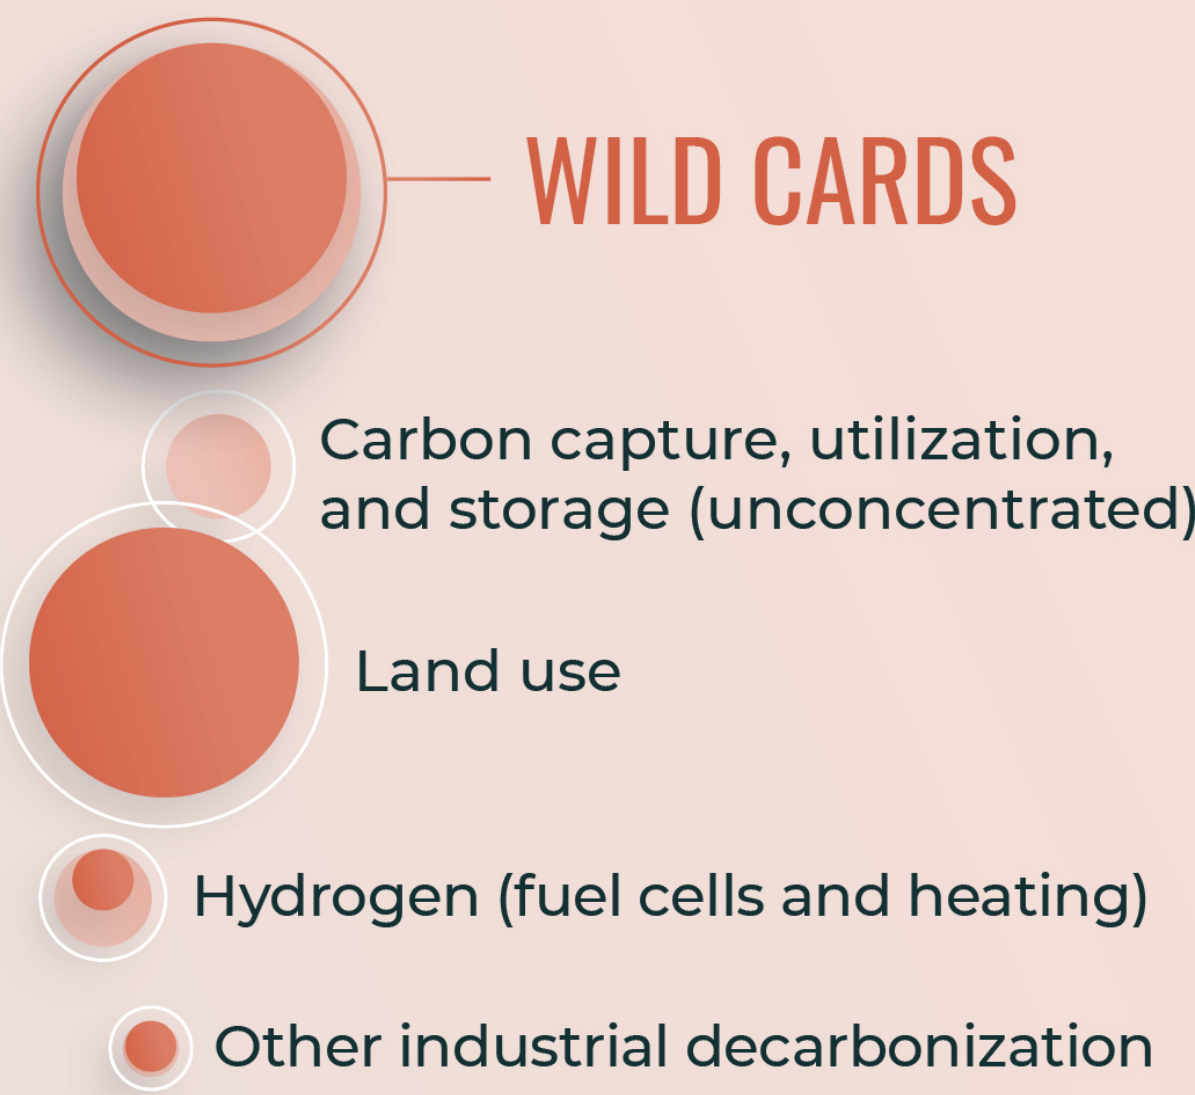 WILD CARDS
Carbon capture, utilization,
and storage (unconcentrated)
Land use
Hydrogen (fuel cells and heating)
Other industrial decarbonization